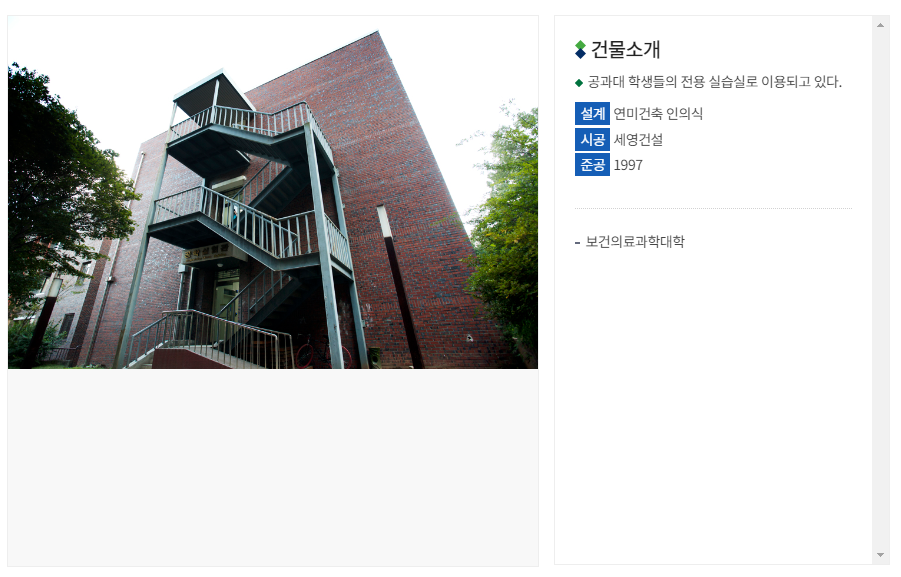 건물소개
공과대 학생들의 전용 실습실로 이용되고 있다.
설계 연미건축 인의식
시공 세영건설
준공 1997
- 보건의료과학대학